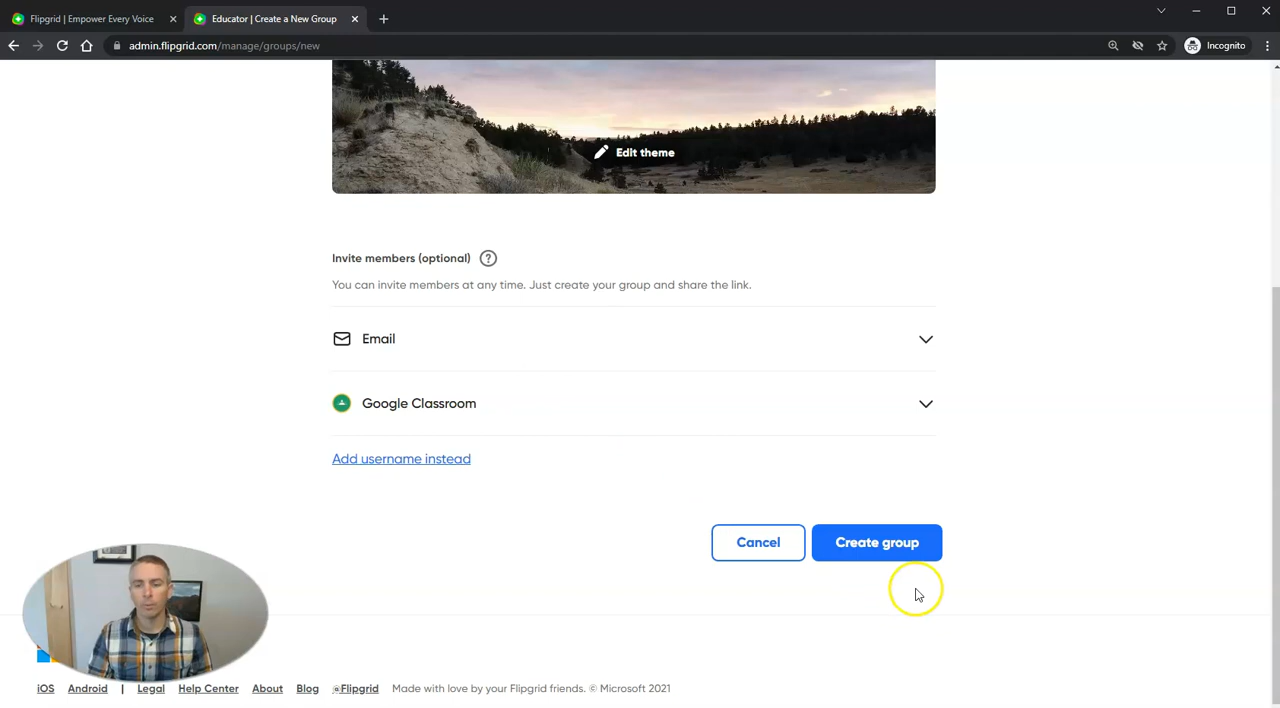 Flipgrid | Empower Every Voice
Educator | Create a New Group
admin.flipgrid.com/manage/groups/new
Incognito
Edit theme
Invite members (optional)
You can invite members at any time. Just create your group and share the link.
Email
Google Classroom
Add username instead
Cancel
Create group
iOS Android | Legal Help Center About Blog @Flipgrid Made with love by your Flipgrid friends. © Microsoft 2021